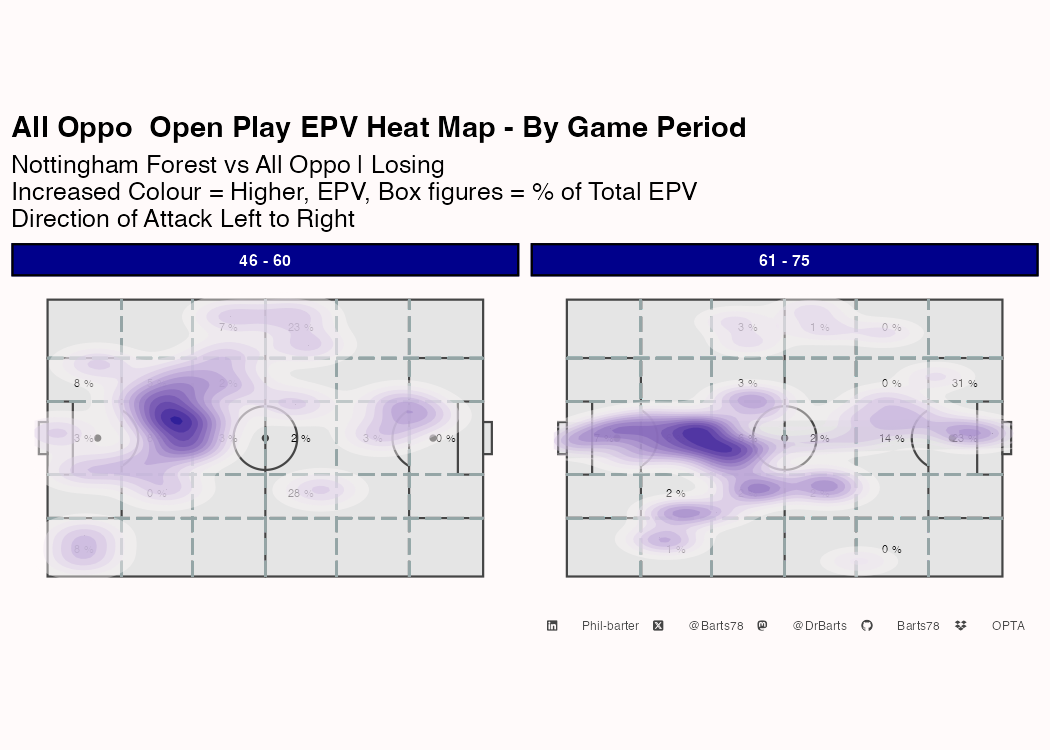 All Oppo  Open Play EPV Heat Map - By Game Period
Nottingham Forest vs All Oppo | Losing
Increased Colour = Higher, EPV, Box figures = % of Total EPV
Direction of Attack Left to Right
46 - 60
61 - 75
7 % 23 %
3 % 1 % 0 %
8 %
3 % 0 % 31 %
3 % 2 % 3 % 0 %
2 % 14 % 23 %
0 % 28 %
2 %
8 %
1 % 0 %
Phil-barter @Barts78 @DrBarts Barts78 OPTA